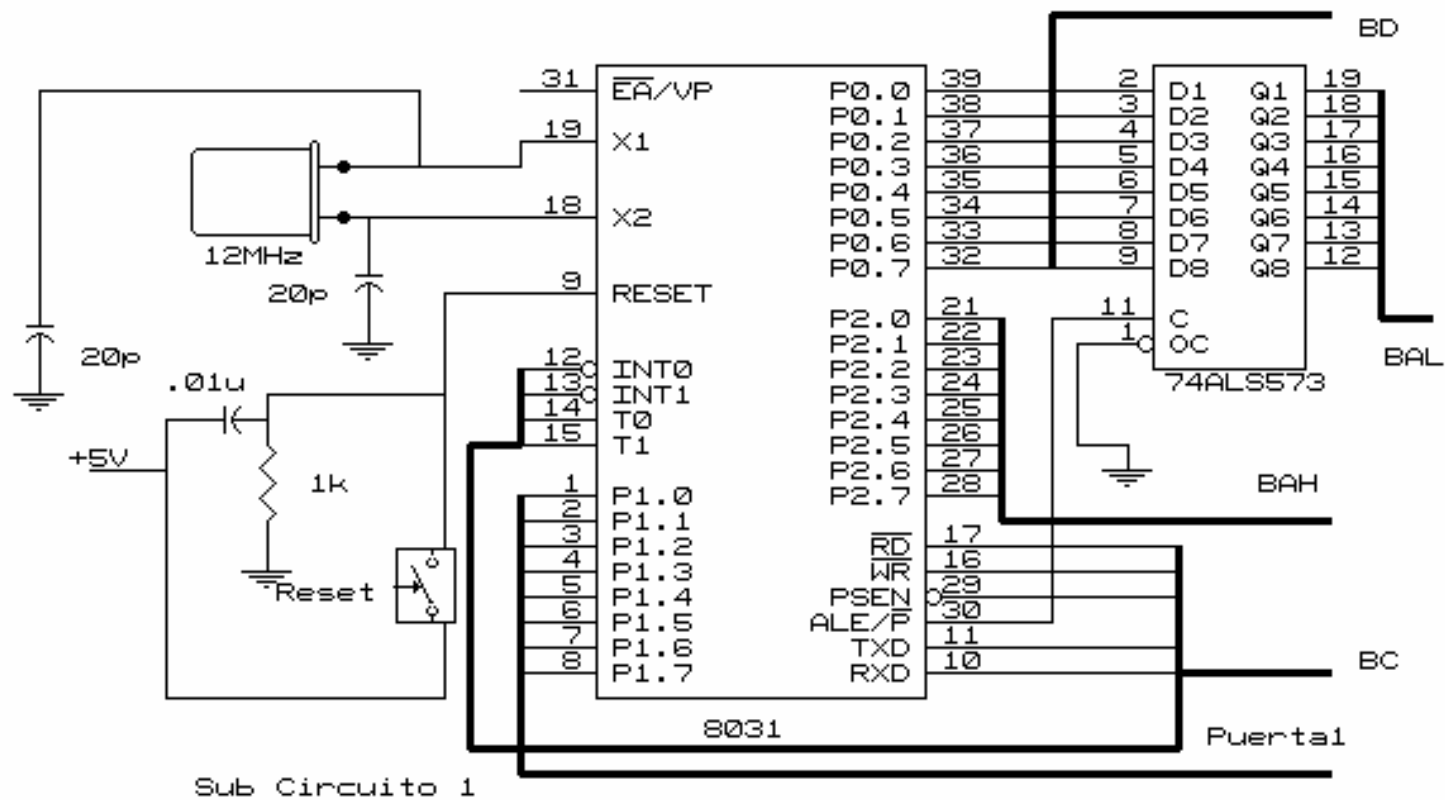 BD
31 EA/VP P0.0 39 2 D1 Q1 19
38 3 D2 Q2 18
P0.1
19 X1 P0.2 37 4 D3 Q3 17
P0.3 36 5 D4 Q4 16
P0.4 35 6 D5 Q5 15
18 X2 P0.5 34 7 D6 Q6 14
P0.6 33 8 D7 Q7 13
12MHz P0.7 32 9 D8 Q8 12
20p
9 RESET
P2.0 21 11 C
P2.1 22 1 OC
20p
BAL
12 INT0 P2.2 23
74ALS573
.01u
13 INT1 P2.3 24
14 T0 P2.4 25
15 T1 P2.5 26
+5V
P2.6 27
1k
BAH
1 P1.0 P2.7 28
2 P1.1
3 P1.2 RD 17
4 P1.3 WR 16
Reset
5 P1.4 PSEN 29
6 P1.5 ALE/P 30
7 P1.6 TXD 11
8 P1.7 RXD 10
BC
8031
Puerta1
Sub Circuito 1